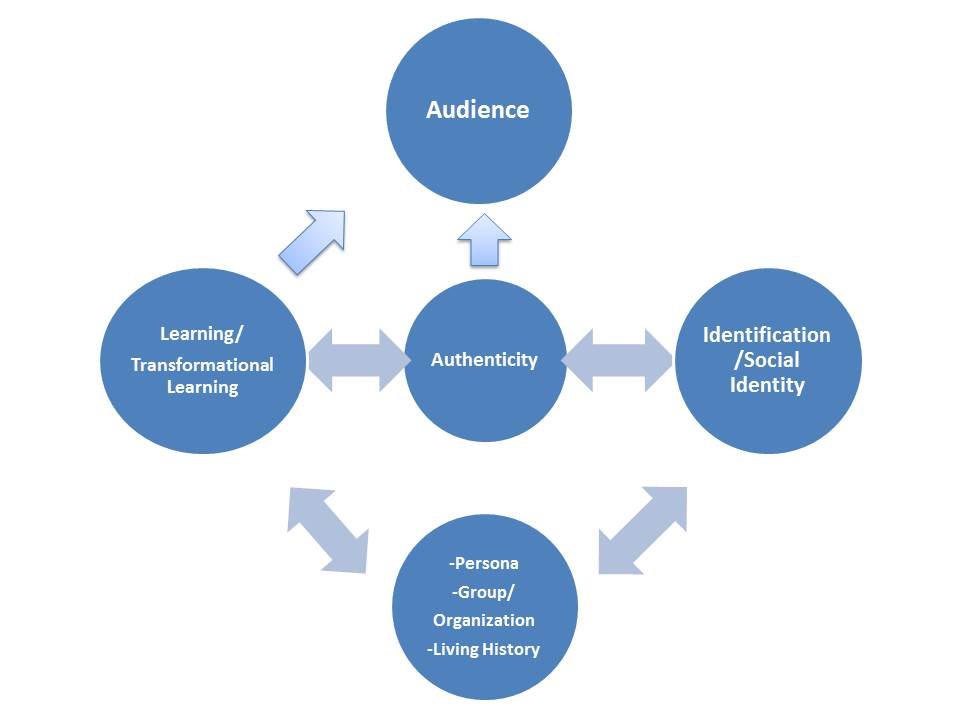 Audience
Learning/
Transformational
Learning
Authenticity
Identification
/Social
Identity
-Persona
-Group/
Organization
-Living History